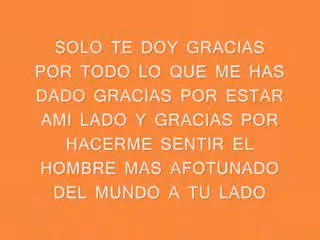 SOLO TE DOY GRACIAS
POR TODO LO QUE ME HAS
DADO GRACIAS POR ESTAR
AMI LADO Y GRACIAS POR
HACERME SENTIR EL
HOMBRE MAS AFOTUNADO
DEL MUNDO A TU LADO